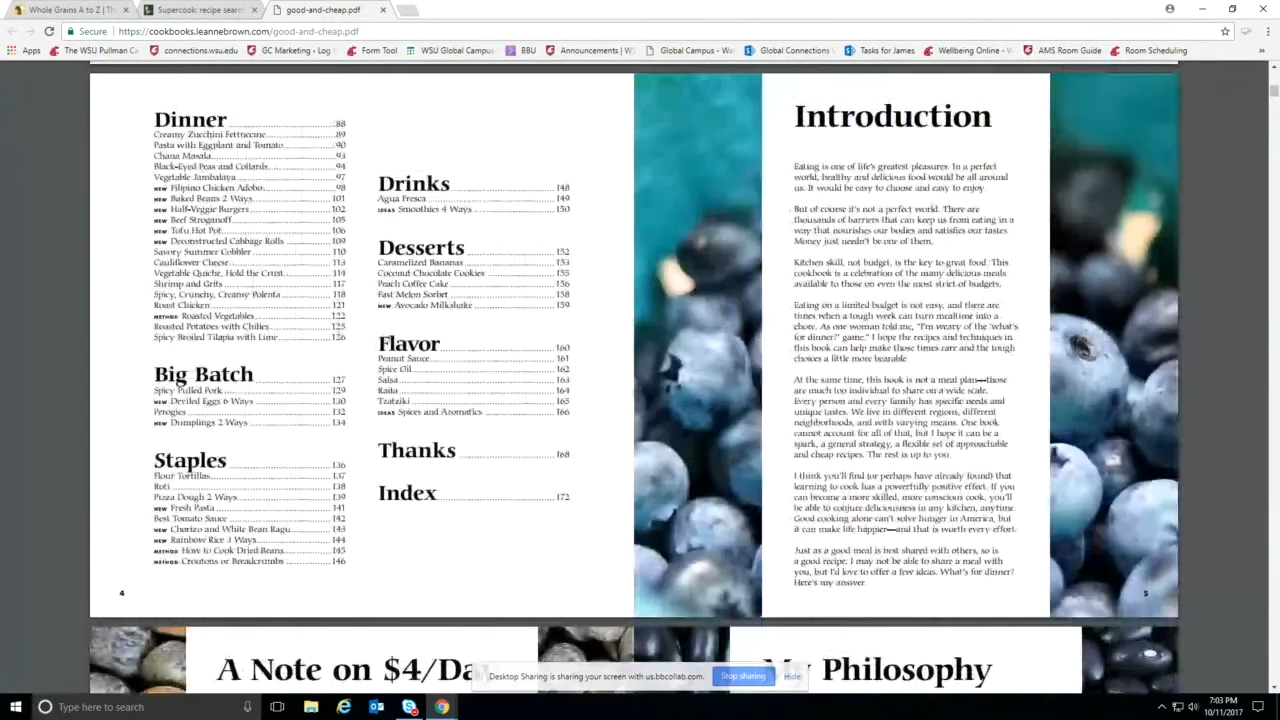 Whole Grains A to Z | Th
Supercook: recipe searc
good-and-cheap.pdf
Secure
https://cookbooks.leannebrown.com/good-and-cheap.pdf
Apps
The WSU Pullman Ca
connections.wsu.edu
GC Marketing - Log I
Form Tool
WSU Global Campus
BBU
Announcements | W
Global Campus - Wa
Global Connections
Tasks for James
Wellbeing Online - W
AMS Room Guide
Room Scheduling
Dinner 88
Creamy Zucchini Fettuccine 89
Pasta with Eggplant and Tomato 90
Chana Masala 93
Black-Eyed Peas and Collards 94
Vegetable Jambalaya 97
NEW Filipino Chicken Adobo 98
NEW Baked Beans 2 Ways 101
NEW Half-Veggie Burgers 102
NEW Beef Stroganoff 105
NEW Tofu Hot Pot 106
NEW Deconstructed Cabbage Rolls 109
Savory Summer Cobbler 110
Cauliflower Cheese 113
Vegetable Quiche, Hold the Crust 114
Shrimp and Grits 117
Spicy, Crunchy, Creamy Polenta 118
Roast Chicken 121
METHOD Roasted Vegetables 122
Roasted Potatoes with Chilies 125
Spicy Broiled Tilapia with Lime 126
Big Batch 127
Spicy Pulled Pork 129
NEW Deviled Eggs 6 Ways 130
Perogies 132
NEW Dumplings 2 Ways 134
Staples 136
Flour Tortillas 137
Roti 138
Pizza Dough 2 Ways 139
NEW Fresh Pasta 141
Best Tomato Sauce 142
NEW Chorizo and White Bean Ragu 143
NEW Rainbow Rice 3 Ways 144
METHOD How to Cook Dried Beans 145
METHOD Croutons or Breadcrumbs 146
4
Drinks 148
Agua Fresca 149
IDEAS Smoothies 4 Ways 150
Desserts 152
Caramelized Bananas 153
Coconut Chocolate Cookies 155
Peach Coffee Cake 156
Fast Melon Sorbet 158
NEW Avocado Milkshake 159
Flavor 160
Peanut Sauce 161
Spice Oil 162
Salsa 163
Raita 164
Tzatziki 165
IDEAS Spices and Aromatics 166
Thanks 168
Index 172
Introduction
Eating is one of life's greatest pleasures. In a perfect
world, healthy and delicious food would be all around
us. It would be easy to choose and easy to enjoy.
But of course it's not a perfect world. There are
thousands of barriers that can keep us from eating in a
way that nourishes our bodies and satisfies our tastes.
Money just needn't be one of them.
Kitchen skill, not budget, is the key to great food. This
cookbook is a celebration of the many delicious meals
available to those on even the most strict of budgets.
Eating on a limited budget is not easy, and there are
times when a tough week can turn mealtime into a
chore. As one woman told me, "I'm weary of the 'what's
for dinner?' game." I hope the recipes and techniques in
this book can help make those times rare and the tough
choices a little more bearable.
At the same time, this book is not a meal plan—those
are much too individual to share on a wide scale.
Every person and every family has specific needs and
unique tastes. We live in different regions, different
neighborhoods, and with varying means. One book
cannot account for all of that, but I hope it can be a
spark, a general strategy, a flexible set of approachable
and cheap recipes. The rest is up to you.
I think you'll find (or perhaps have already found) that
learning to cook has a powerfully positive effect. If you
can become a more skilled, more conscious cook, you'll
be able to conjure deliciousness in any kitchen, anytime.
Good cooking alone can't solve hunger in America, but
it can make life happier—and that is worth every effort.
Just as a good meal is best shared with others, so is
a good recipe. I may not be able to share a meal with
you, but I'd love to offer a few ideas. What's for dinner?
Here's my answer.
5
A Note on $4/Day
My Philosophy
Desktop Sharing is sharing your screen with us.bbcollab.com.
Stop sharing
Hide
Type here to search
7:03 PM
10/11/2017